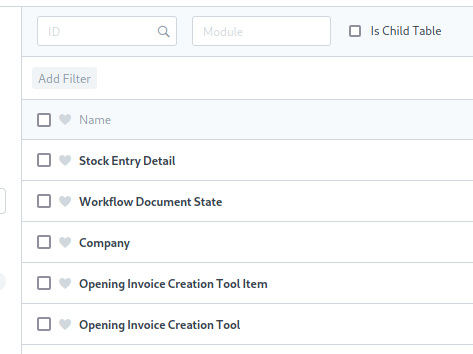 ID
Module
Is Child Table
Add Filter
Name
Stock Entry Detail
Workflow Document State
Company
Opening Invoice Creation Tool Item
Opening Invoice Creation Tool